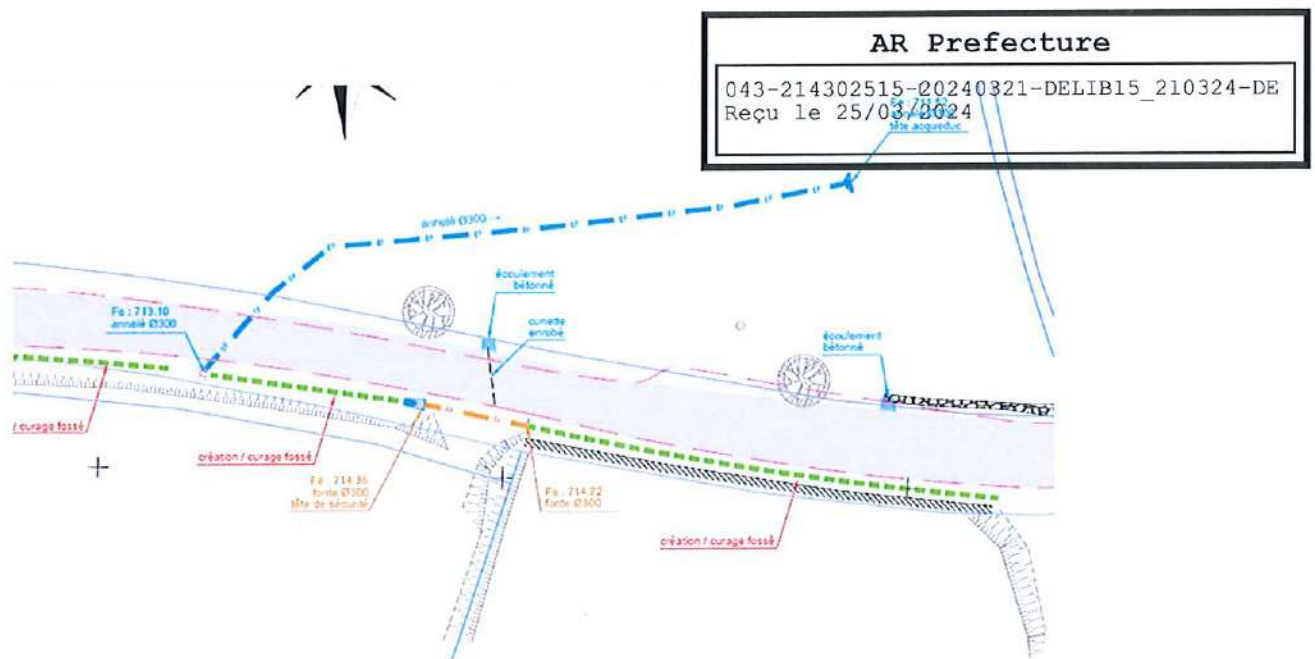 AR Prefecture
043-214302515-20240321-DELIB15_210324-DE
Reçu le 25/03/2024
tête acqueduc
annelé Ø300
écoulement
bétonné
Fe : 713.10
annelé Ø300
cunette
enrobé
écoulement
bétonné
/ curage fossé
création / curage fossé
Fe : 714.36
fonte Ø300
tête de sécurité
Fe : 714.72
fonte Ø300
création / curage fossé